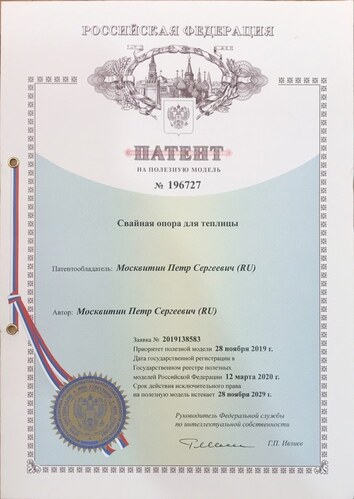 РОССИЙСКАЯ ФЕДЕРАЦИЯ
ПАТЕНТ
НА ПОЛЕЗНУЮ МОДЕЛЬ
№ 196727
Свайная опора для теплицы
Патентообладатель: Москвитин Петр Сергеевич (RU)
Автор: Москвитин Петр Сергеевич (RU)
Заявка № 2019138583
Приоритет полезной модели 28 ноября 2019 г.
Дата государственной регистрации в
Государственном реестре полезных
моделей Российской Федерации 12 марта 2020 г.
Срок действия исключительного права
на полезную модель истекает 28 ноября 2029 г.
Руководитель Федеральной службы
по интеллектуальной собственности
Г.П. Ивлиев